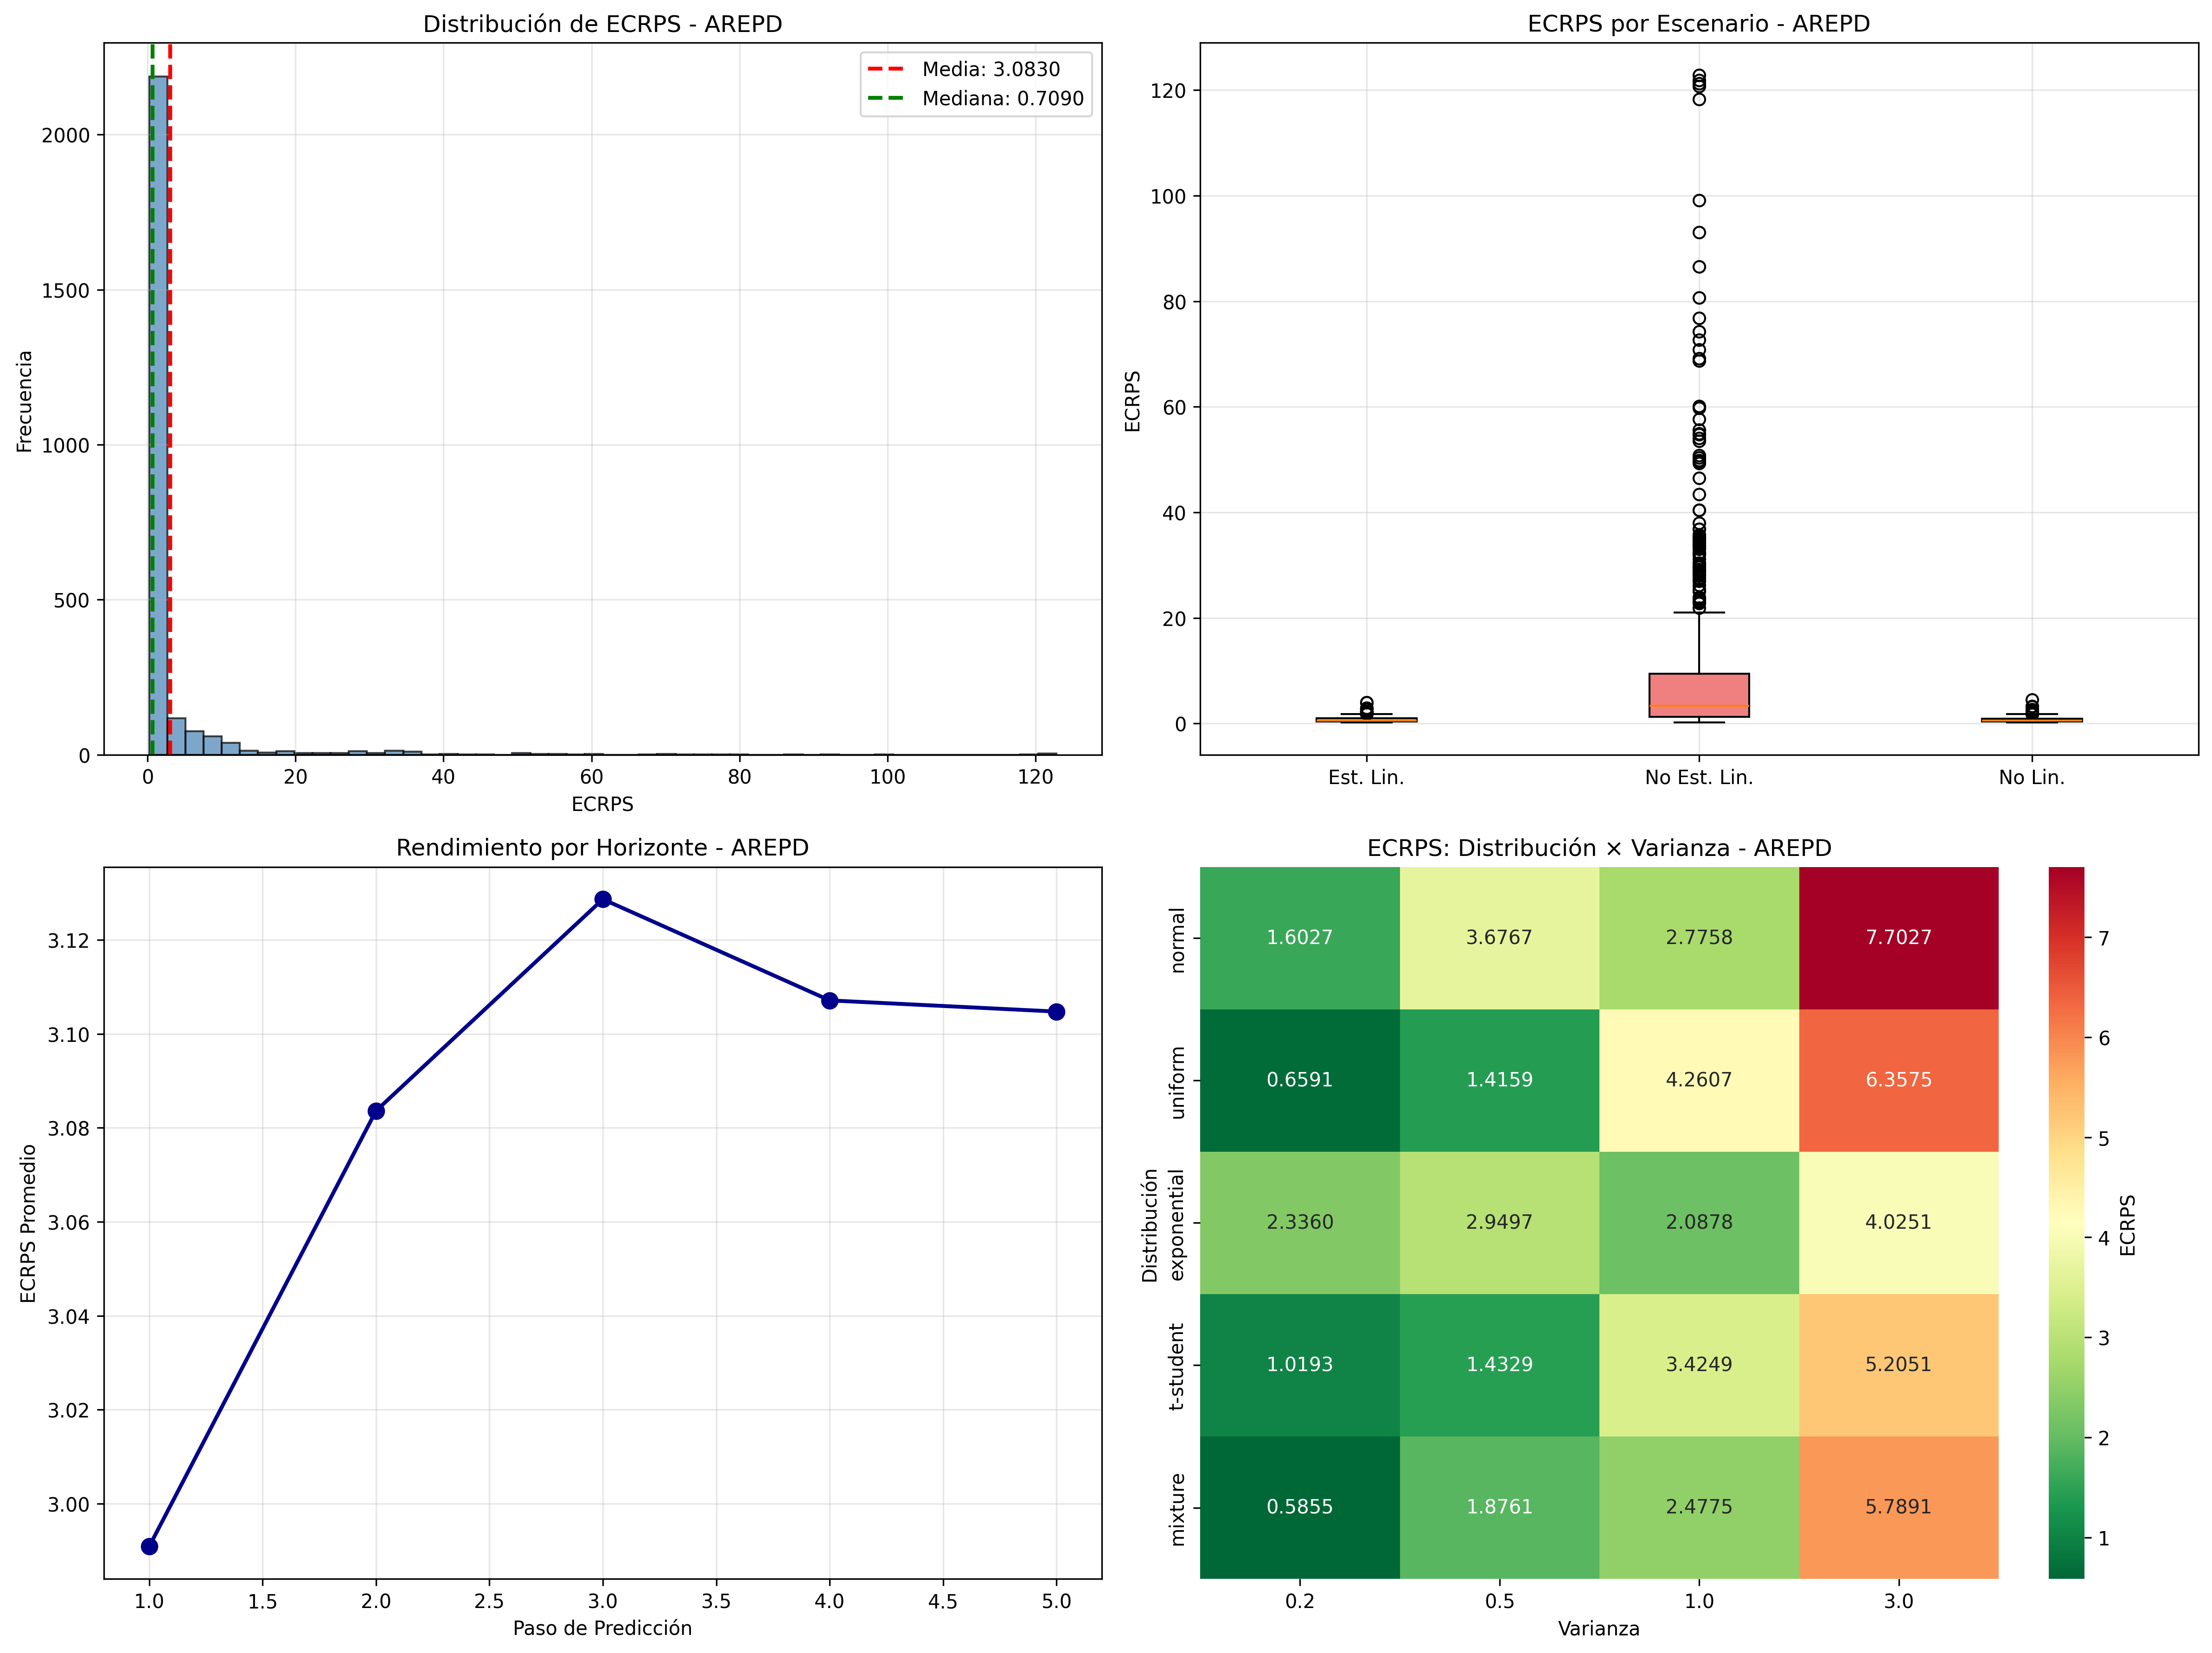 Distribución de ECRPS - AREPD
Media: 3.0830
Mediana: 0.7090
Frecuencia
2000
1500
1000
500
0
0 20 40 60 80 100 120
ECRPS
ECRPS por Escenario - AREPD
ECRPS
120
100
80
60
40
20
0
Est. Lin. No Est. Lin. No Lin.
Rendimiento por Horizonte - AREPD
ECRPS Promedio
3.12
3.10
3.08
3.06
3.04
3.02
3.00
1.0 1.5 2.0 2.5 3.0 3.5 4.0 4.5 5.0
Paso de Predicción
ECRPS: Distribución × Varianza - AREPD
Distribución
normal 1.6027 3.6767 2.7758 7.7027
uniform 0.6591 1.4159 4.2607 6.3575
exponential 2.3360 2.9497 2.0878 4.0251
t-student 1.0193 1.4329 3.4249 5.2051
mixture 0.5855 1.8761 2.4775 5.7891
0.2 0.5 1.0 3.0
Varianza
7
6
5
4
3
2
1
ECRPS